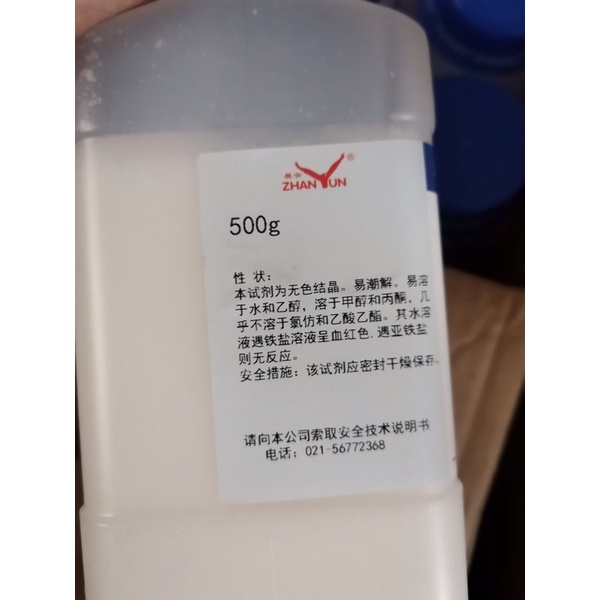 展云
ZHANYUN
®
500g
性 状：
本试剂为无色结晶。易潮解。易溶
于水和乙醇，溶于甲醇和丙酮，几
乎不溶于氯仿和乙酸乙酯。其水溶
液遇铁盐溶液呈血红色，遇亚铁盐
则无反应。
安全措施：该试剂应密封干燥保存。
请向本公司索取安全技术说明书
电话：021-56772368